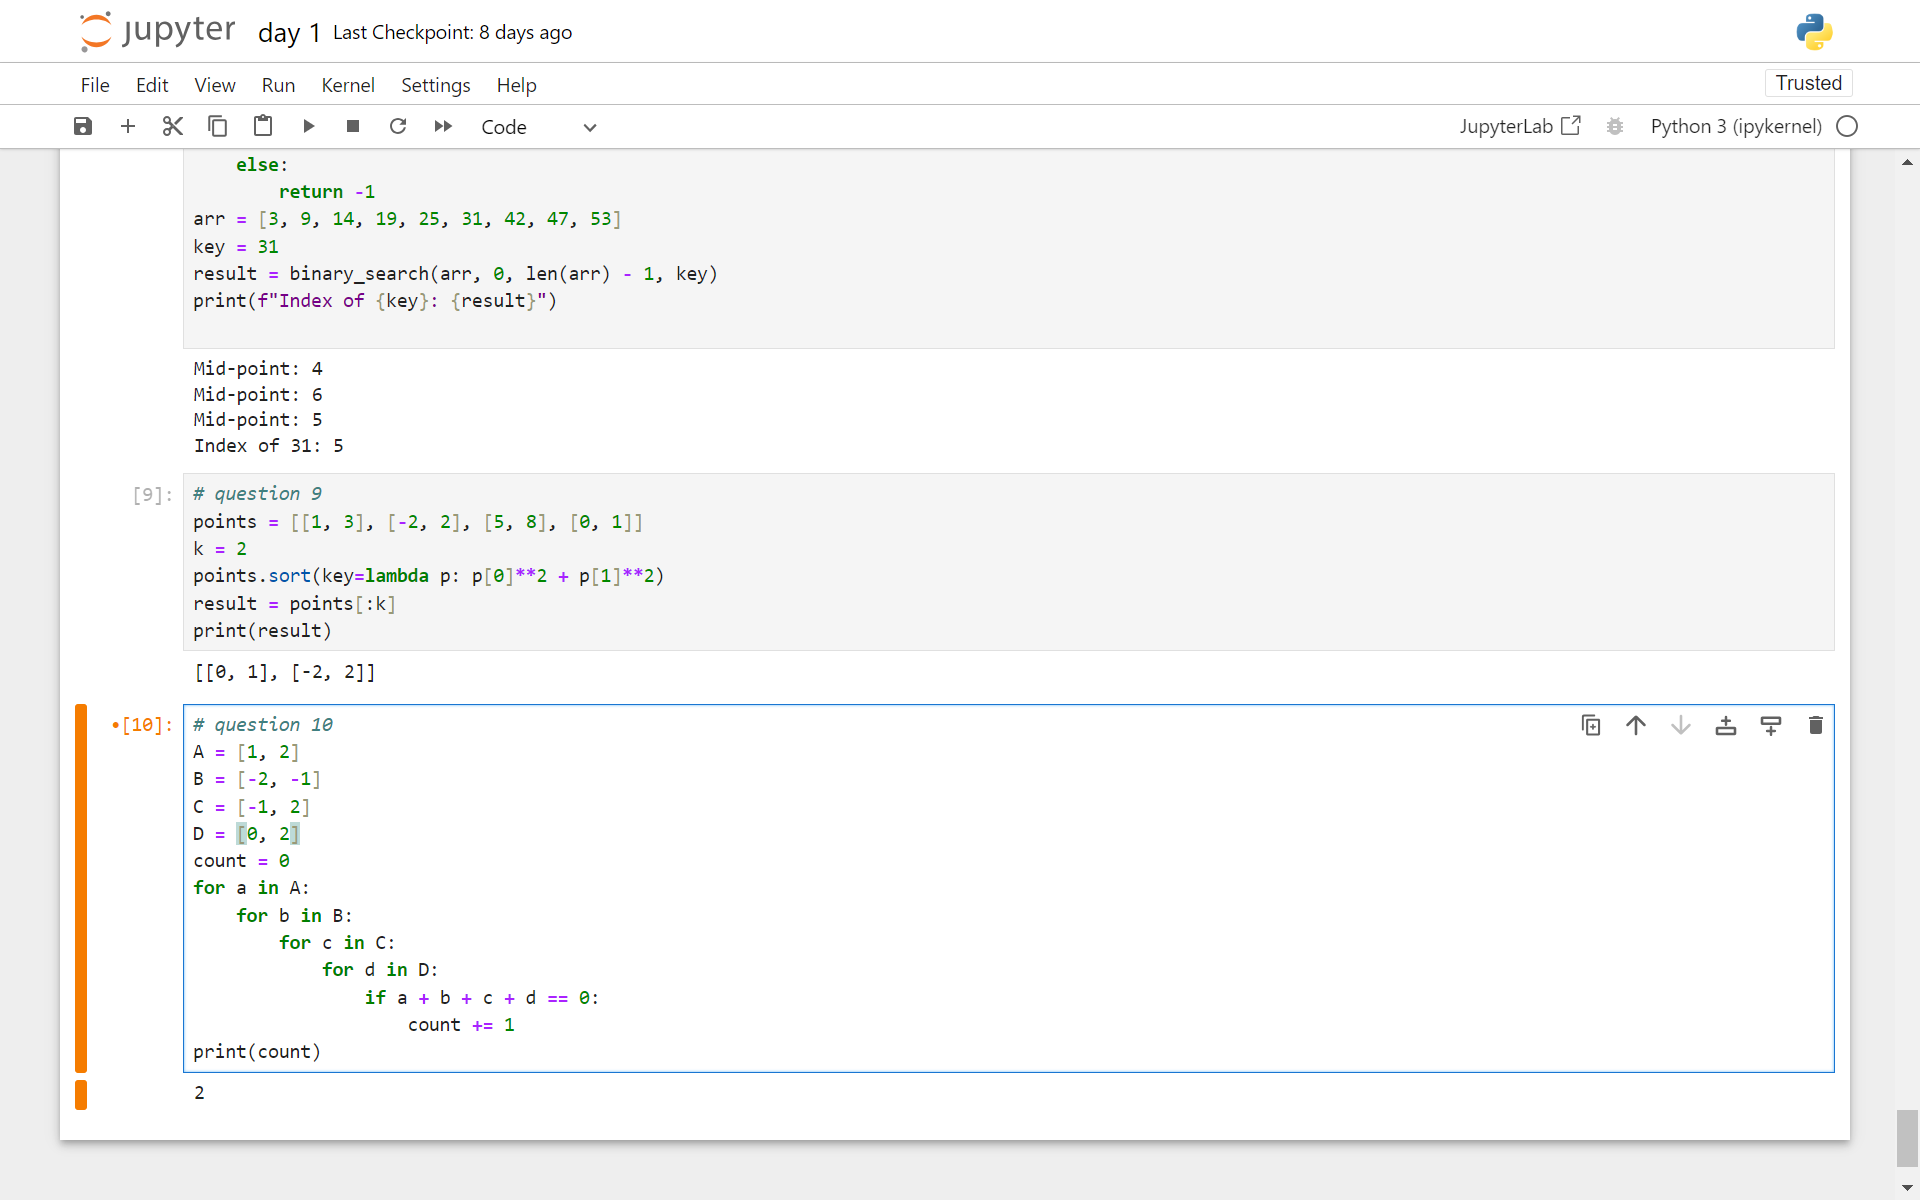 jupyter day 1 Last Checkpoint: 8 days ago
File Edit View Run Kernel Settings Help Trusted
Code JupyterLab Python 3 (ipykernel)
    else:
        return -1
arr = [3, 9, 14, 19, 25, 31, 42, 47, 53]
key = 31
result = binary_search(arr, 0, len(arr) - 1, key)
print(f"Index of {key}: {result}")
Mid-point: 4
Mid-point: 6
Mid-point: 5
Index of 31: 5
[9]: # question 9
points = [[1, 3], [-2, 2], [5, 8], [0, 1]]
k = 2
points.sort(key=lambda p: p[0]**2 + p[1]**2)
result = points[:k]
print(result)
[[0, 1], [-2, 2]]
•[10]: # question 10
A = [1, 2]
B = [-2, -1]
C = [-1, 2]
D = [0, 2]
count = 0
for a in A:
    for b in B:
        for c in C:
            for d in D:
                if a + b + c + d == 0:
                    count += 1
print(count)
2